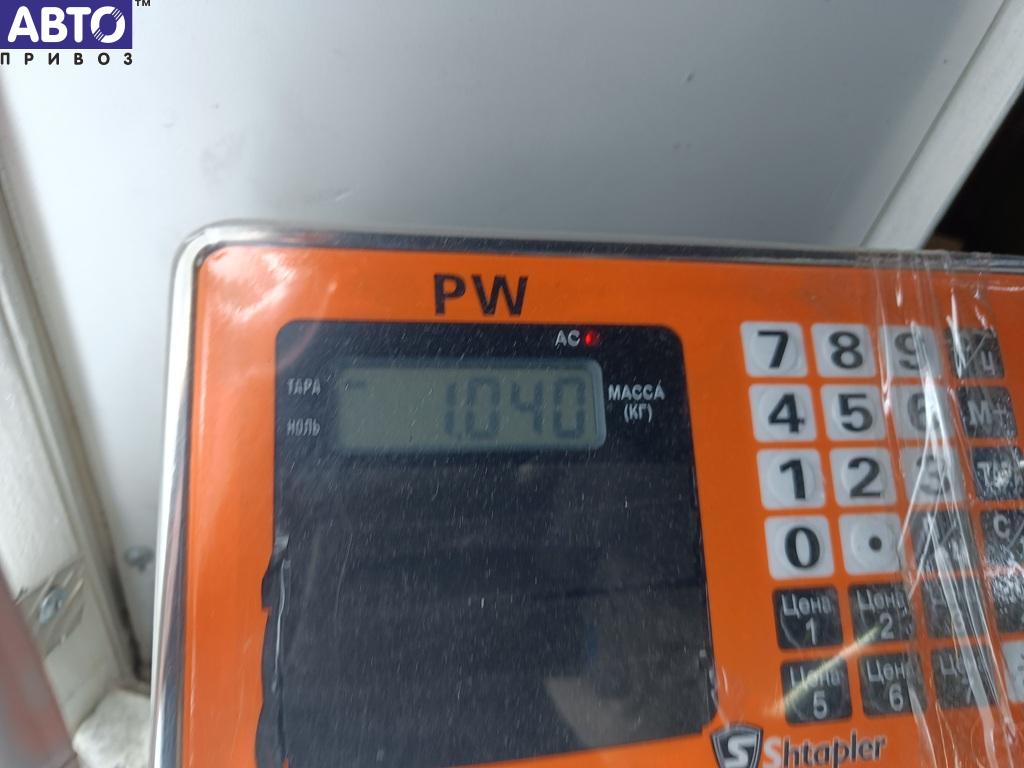 АВТО™
ПРИВОЗ
PW
AC
ТАРА
НОЛЬ
1.040
МАССА
(КГ)
7 8 9
4 5 6 М+
1 2 3
0 . С
Цена 1
Цена 2
Цена 5
Цена 6
S Shtapler